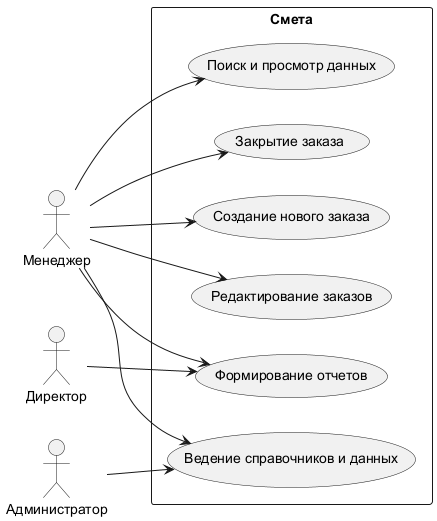 Смета
Поиск и просмотр данных
Закрытие заказа
Создание нового заказа
Менеджер
Редактирование заказов
Формирование отчетов
Директор
Ведение справочников и данных
Администратор